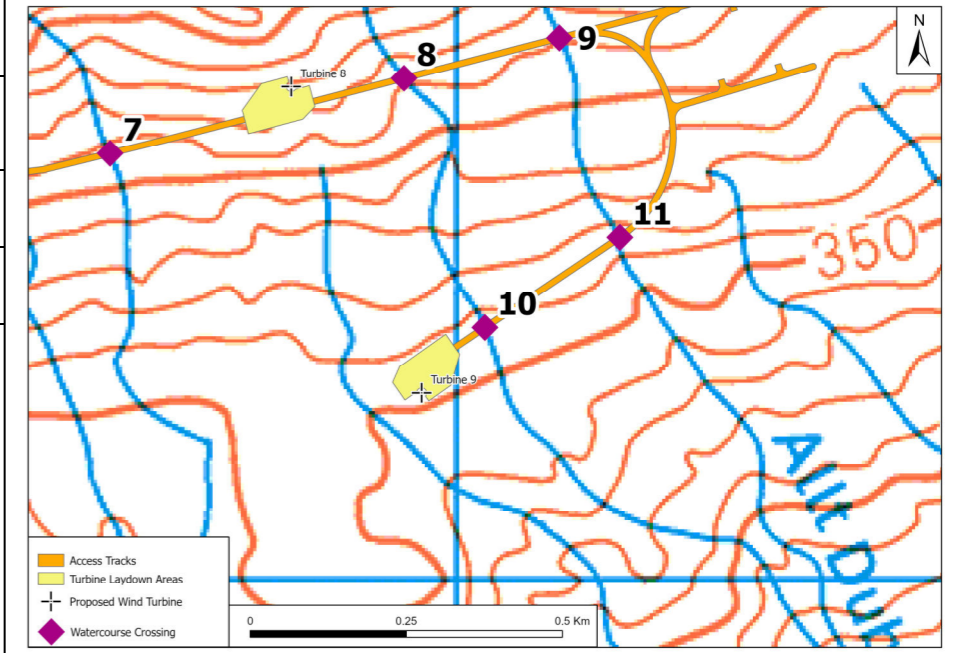 N
9
8
Turbine 8
7
11
350
10
Turbine 9
Allt Duh
Access Tracks
Turbine Laydown Areas
Proposed Wind Turbine
Watercourse Crossing
0 0.25 0.5 Km